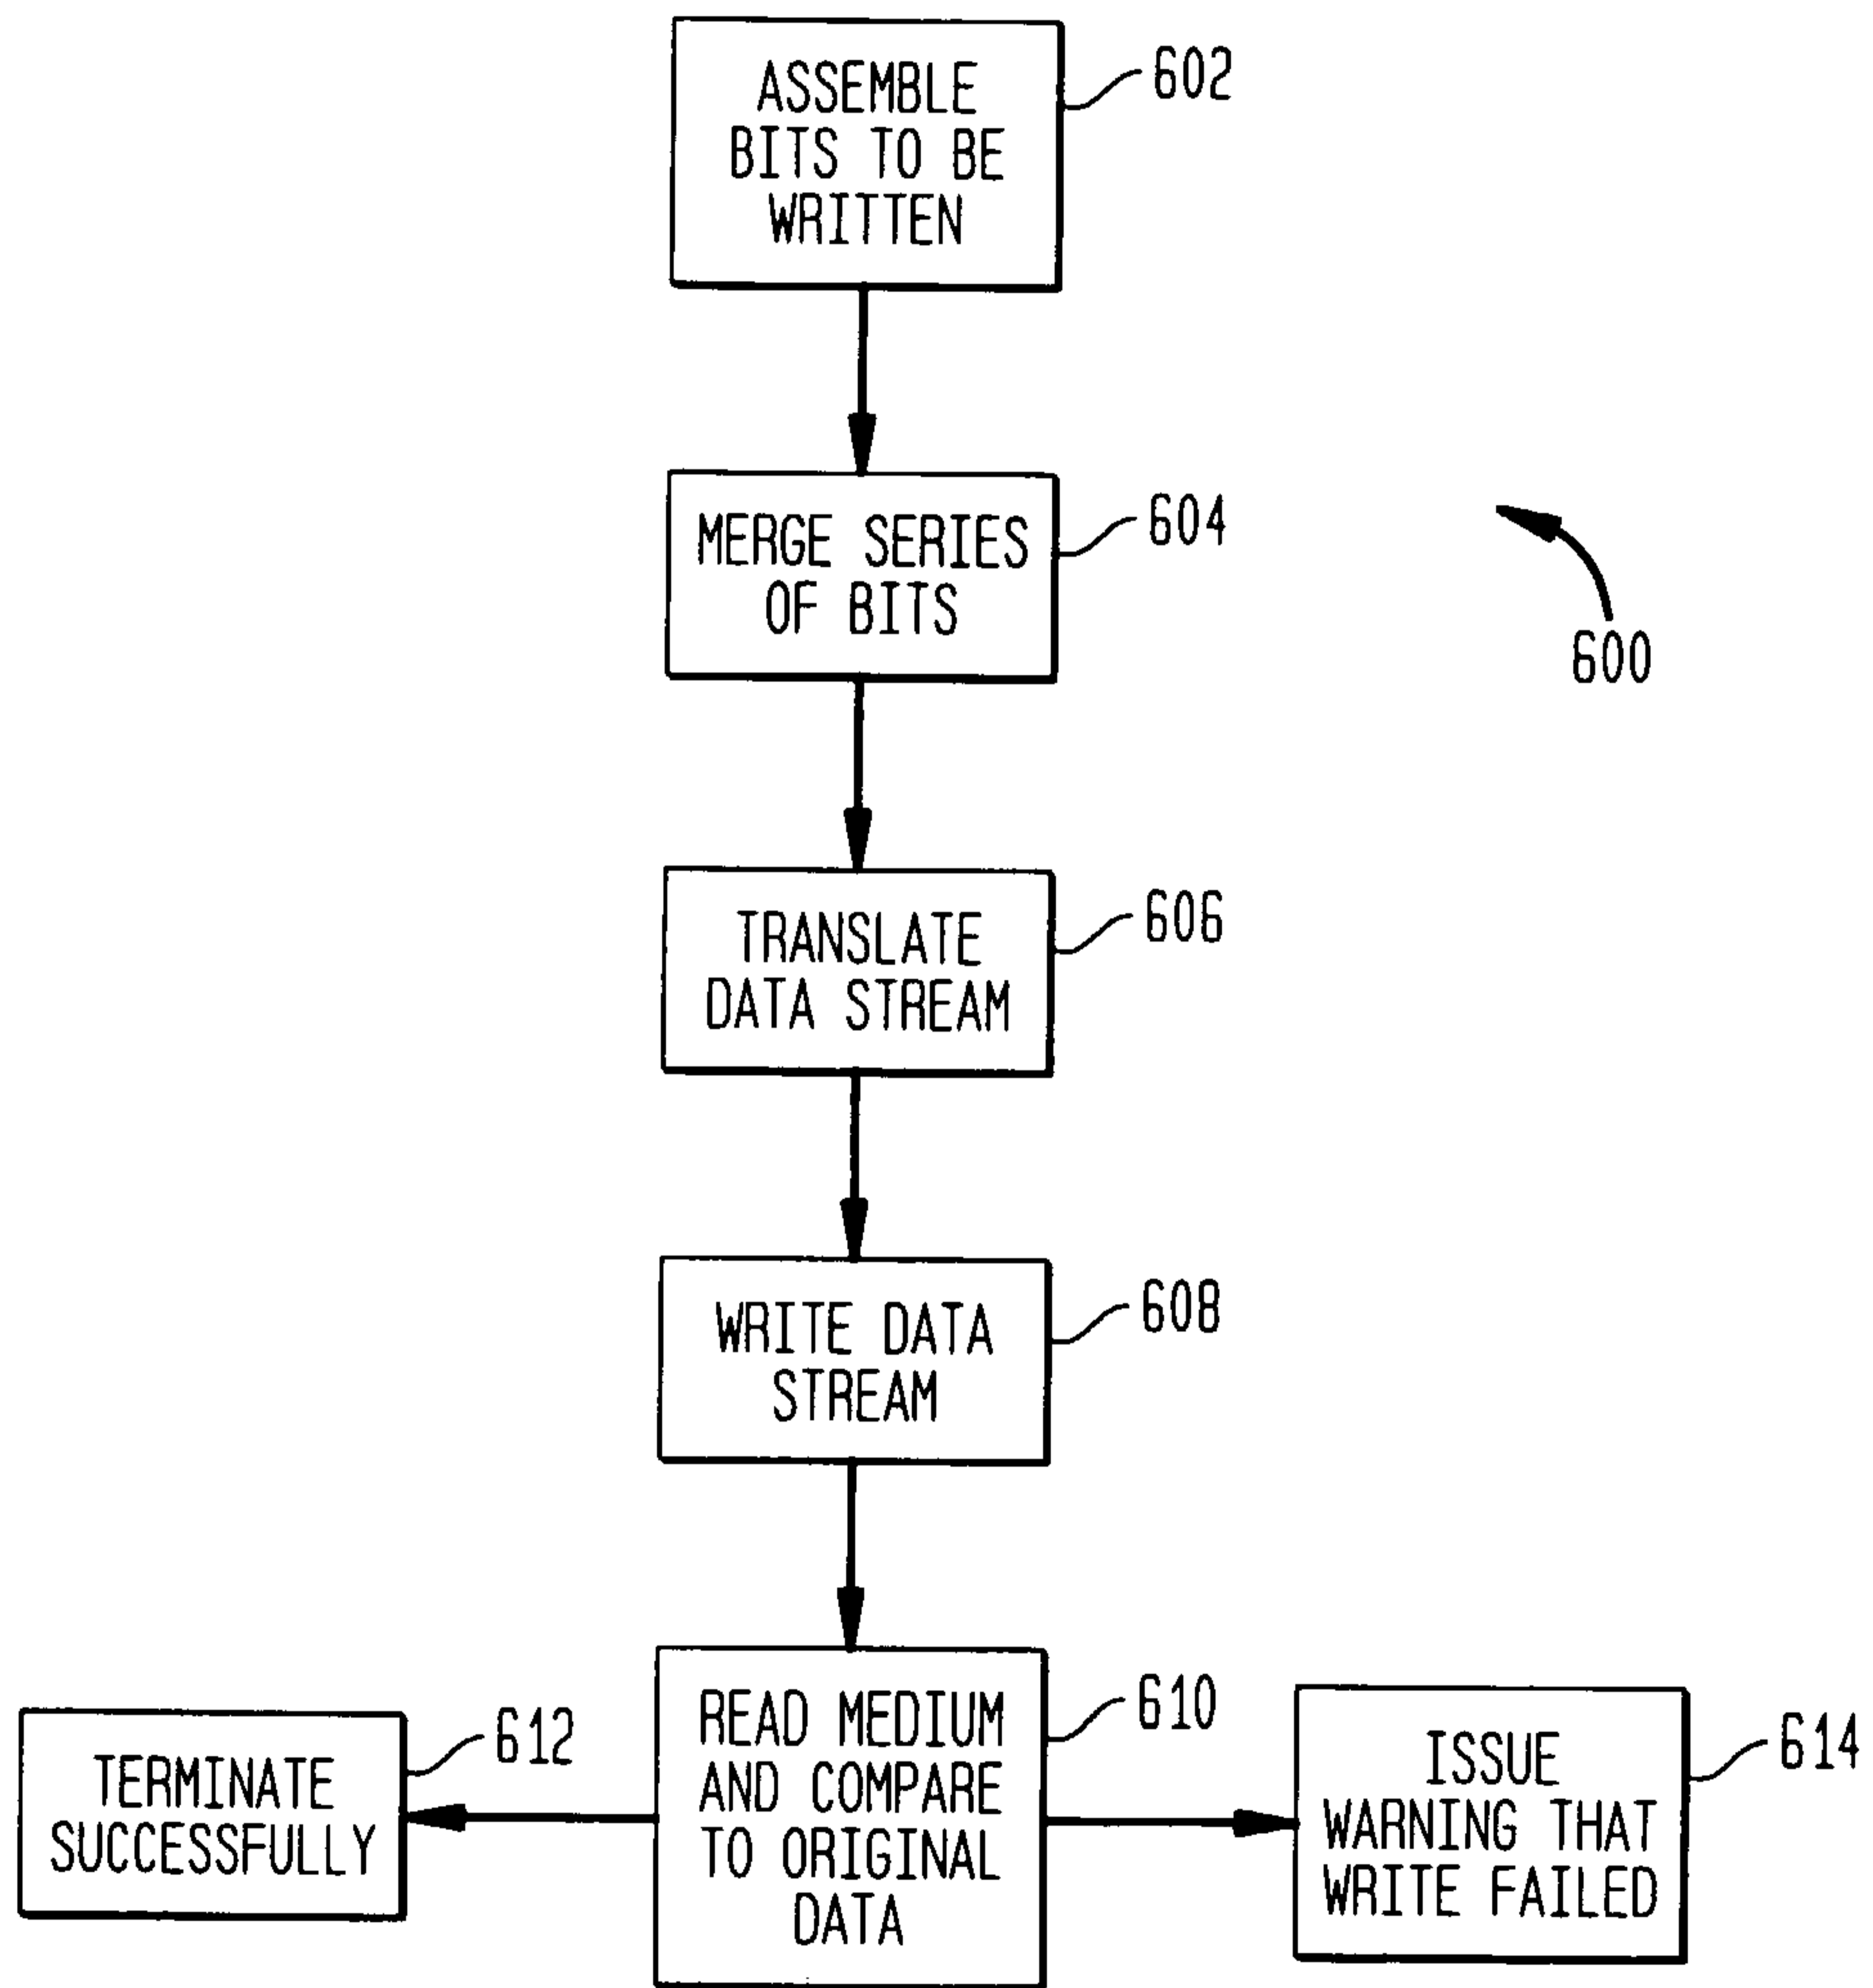 ASSEMBLE
BITS TO BE
WRITTEN
602
MERGE SERIES
OF BITS
604
600
TRANSLATE
DATA STREAM
606
WRITE DATA
STREAM
608
READ MEDIUM
AND COMPARE
TO ORIGINAL
DATA
610
TERMINATE
SUCCESSFULLY
612
ISSUE
WARNING THAT
WRITE FAILED
614